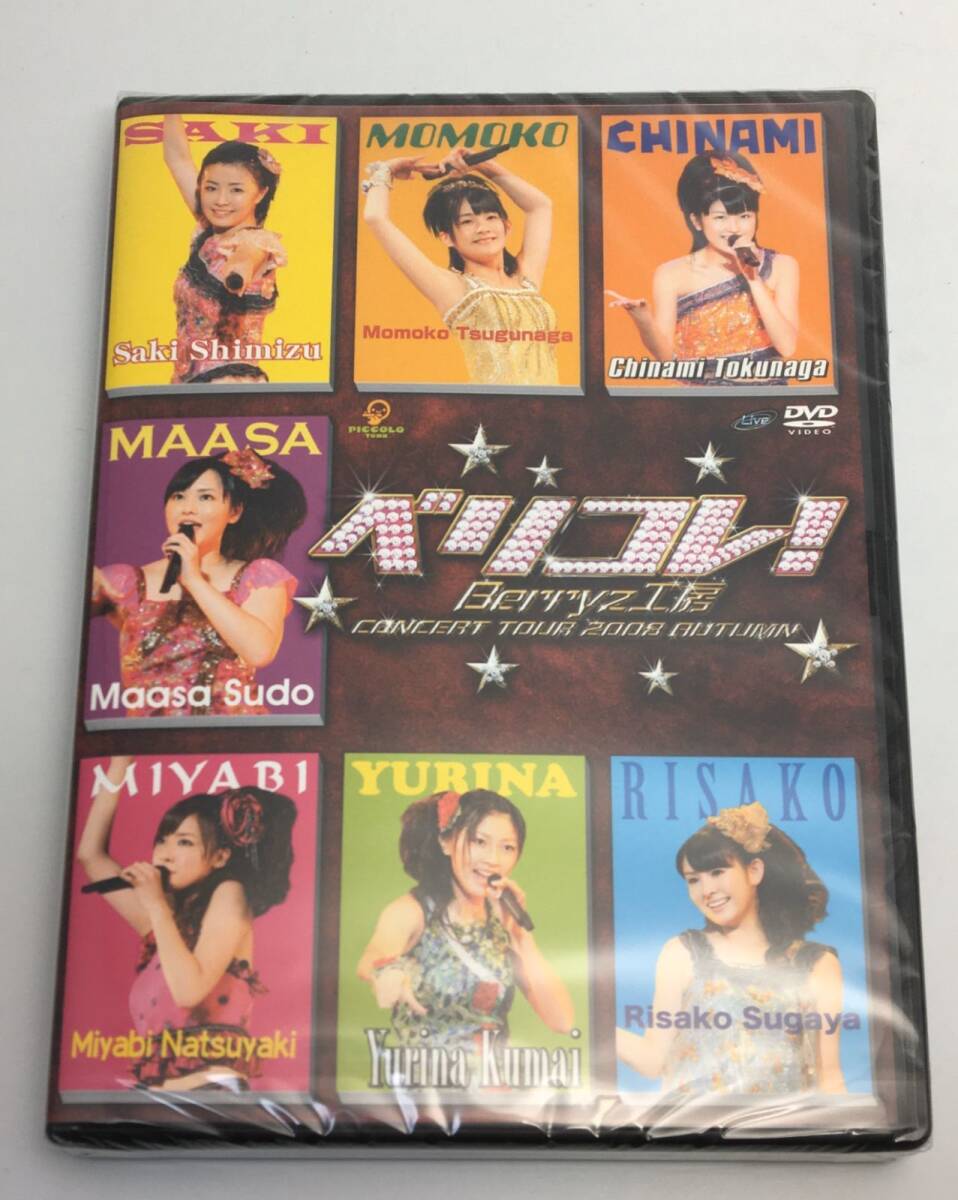 SAKI
Saki Shimizu
MOMOKO
Momoko Tsugunaga
CHINAMI
Chinami Tokunaga
PICCOLO
TOWN
Live
DVD
VIDEO
MAASA
Maasa Sudo
ベリコレ!
Berryz工房
CONCERT TOUR 2008 AUTUMN
MIYABI
Miyabi Natsuyaki
YURINA
Yurina Kumai
RISAKO
Risako Sugaya